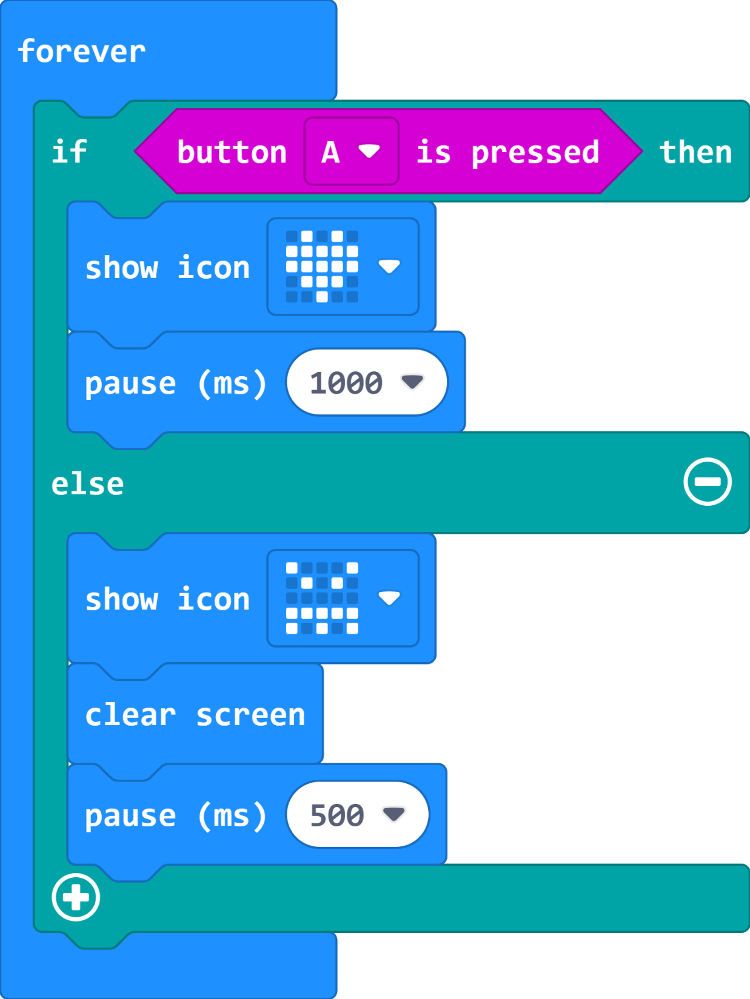 forever
if button A is pressed then
show icon
pause (ms) 1000
else
show icon
clear screen
pause (ms) 500